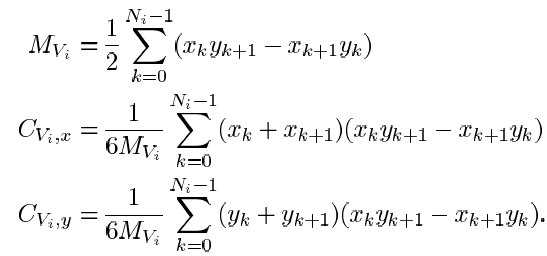 M_{V_i} = \frac{1}{2} \sum_{k=0}^{N_i-1} (x_k y_{k+1} - x_{k+1} y_k)
C_{V_i,x} = \frac{1}{6M_{V_i}} \sum_{k=0}^{N_i-1} (x_k + x_{k+1})(x_k y_{k+1} - x_{k+1} y_k)
C_{V_i,y} = \frac{1}{6M_{V_i}} \sum_{k=0}^{N_i-1} (y_k + y_{k+1})(x_k y_{k+1} - x_{k+1} y_k).